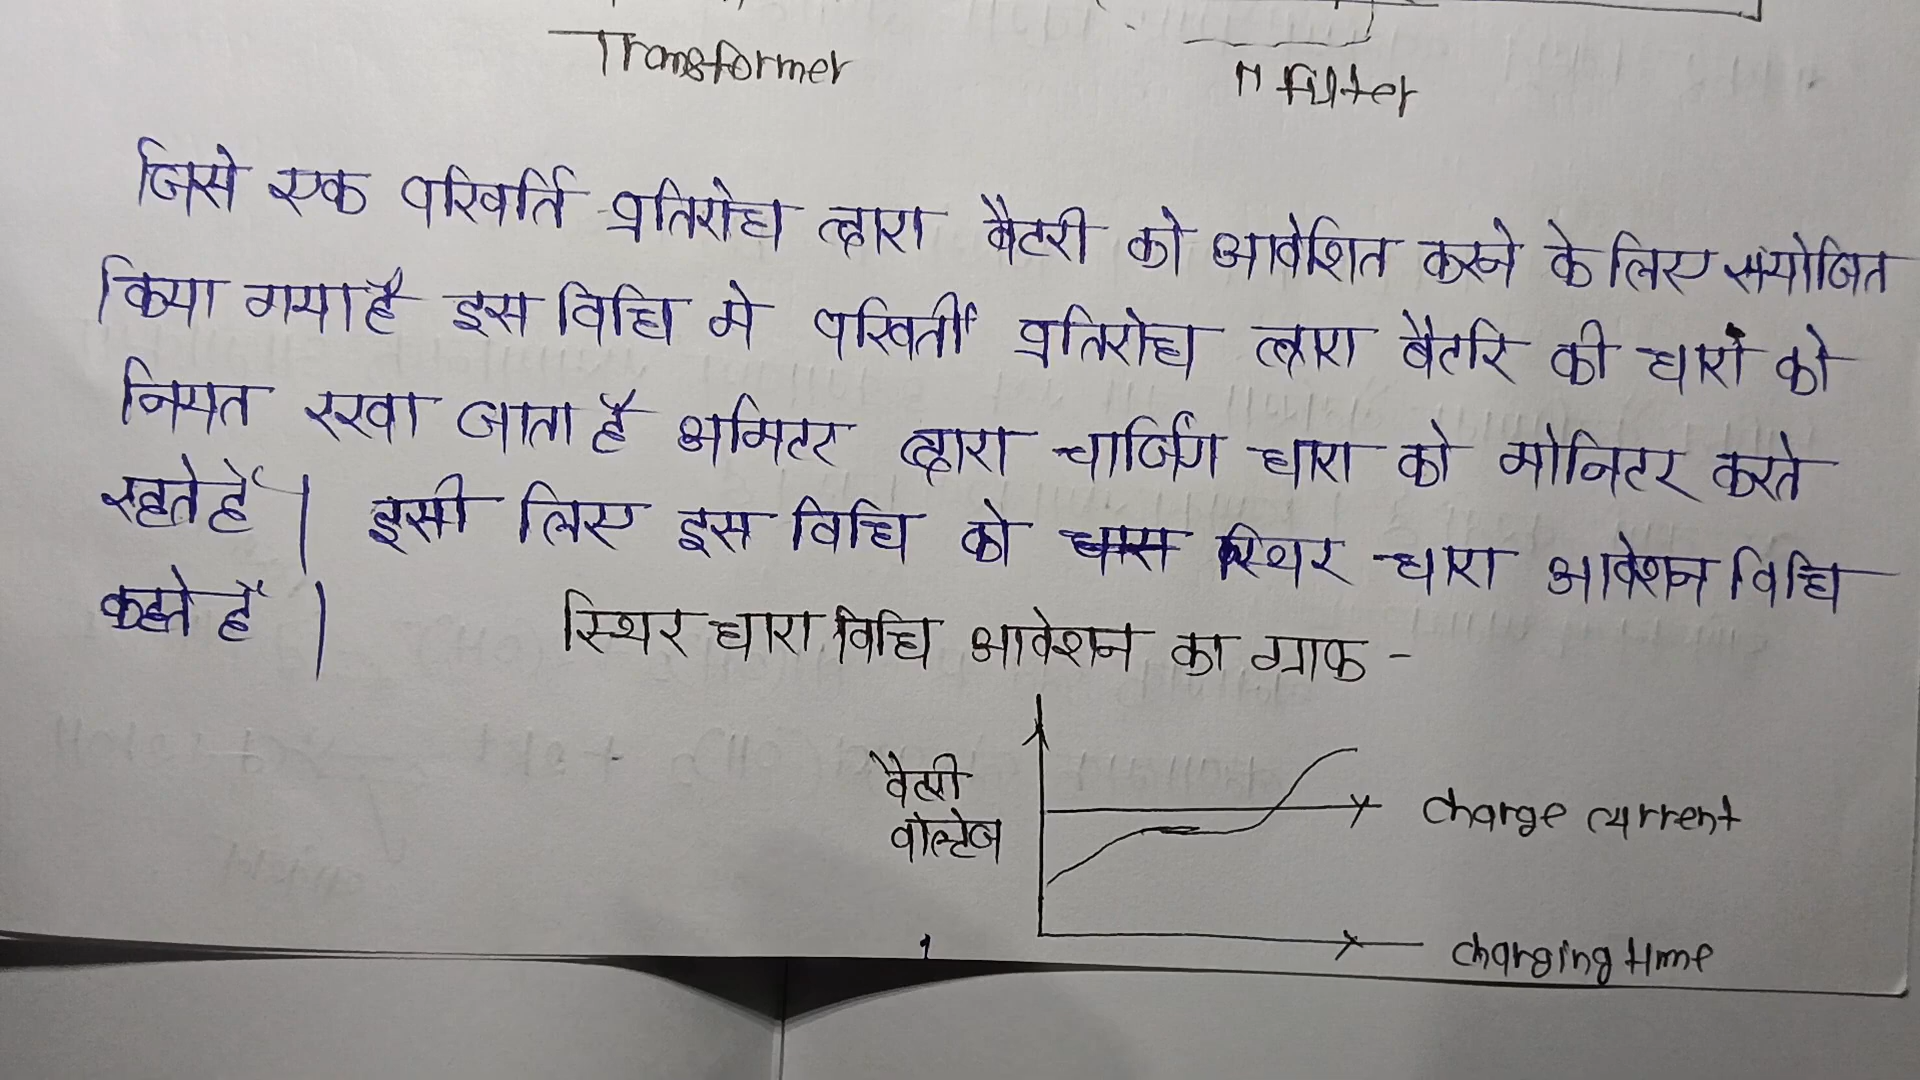 Transformer
π filter
जिसे एक परिवर्ति प्रतिरोध द्वारा बैटरी को आवेशित करने के लिए संयोजित
किया गया है इस विधि मे परिवर्ती प्रतिरोध द्वारा बैटरि की धारा को
नियत रखा जाता है अमिटर द्वारा चार्जिंग धारा को मोनिटर करते
रहते हैं | इसी लिए इस विधि को स्थिर धारा आवेशन विधि
कहते हैं |
स्थिर धारा विधि आवेशन का ग्राफ -
बैटरी
वोल्टेज
charge current
charging time